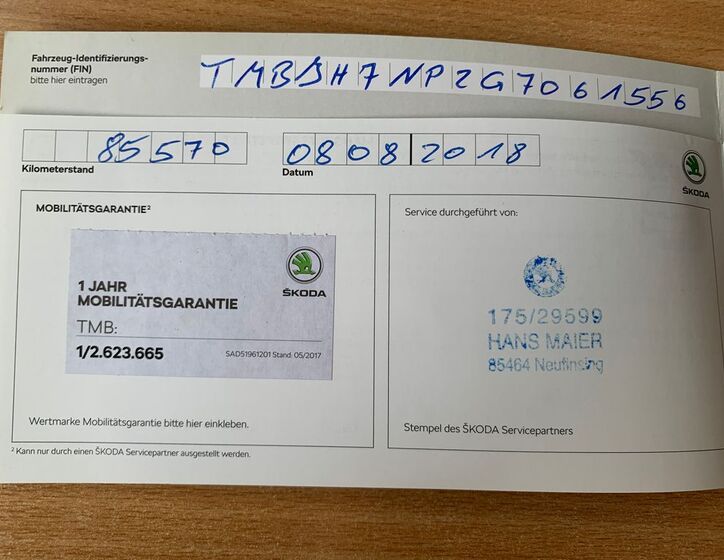 Fahrzeug-Identifizierungs-
nummer (FIN)
bitte hier eintragen
TMBBH7NP2G7061556
85570
Kilometerstand
08 08 2018
Datum
ŠKODA
MOBILITÄTSGARANTIE²
ŠKODA
1 JAHR
MOBILITÄTSGARANTIE
TMB:
1/2.623.665
SAD51961201 Stand: 05/2017
Wertmarke Mobilitätsgarantie bitte hier einkleben.
Service durchgeführt von:
175/29599
HANS MAIER
85464 Neufinsing
Stempel des ŠKODA Servicepartners
² Kann nur durch einen ŠKODA Servicepartner ausgestellt werden.